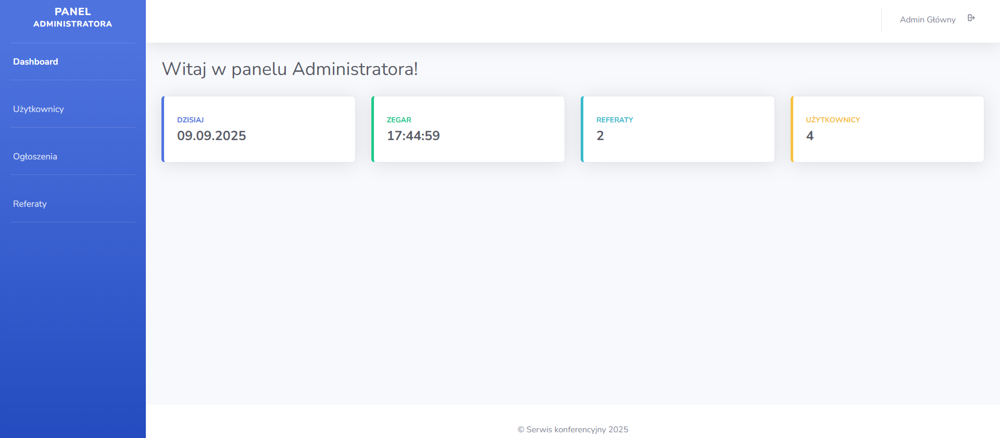 PANEL
ADMINISTRATORA
Dashboard
Użytkownicy
Ogłoszenia
Referaty
Admin Główny
Witaj w panelu Administratora!
DZISIAJ
09.09.2025
ZEGAR
17:44:59
REFERATY
2
UŻYTKOWNICY
4
© Serwis konferencyjny 2025